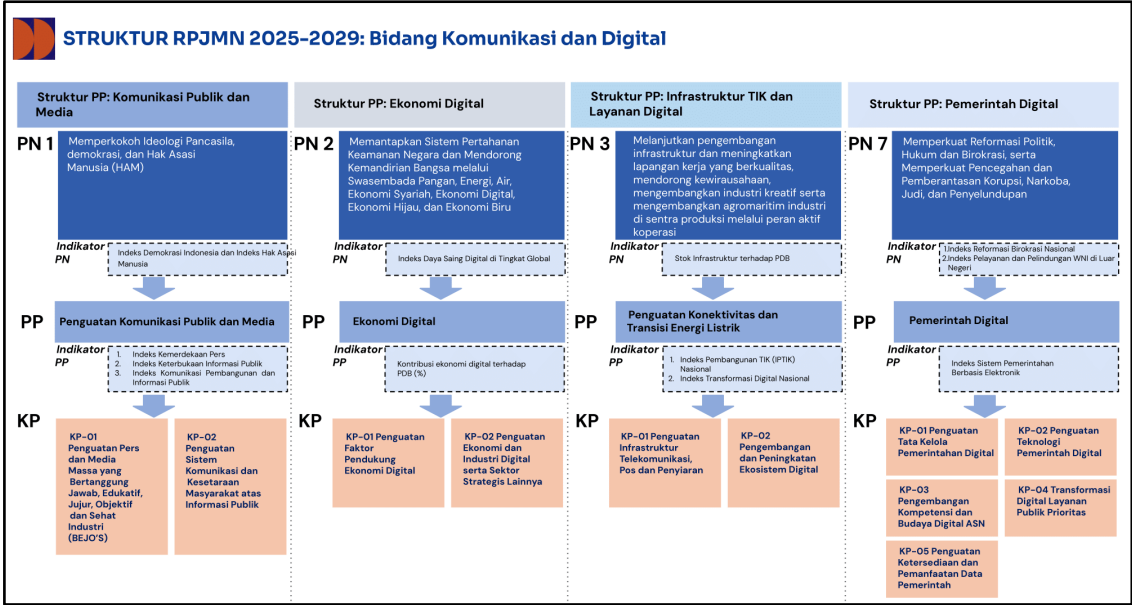 STRUKTUR RPJMN 2025-2029: Bidang Komunikasi dan Digital
Struktur PP: Komunikasi Publik dan
Media
PN 1
Memperkokoh Ideologi Pancasila,
demokrasi, dan Hak Asasi
Manusia (HAM)
Indikator
PN
Indeks Demokrasi Indonesia dan Indeks Hak Asasi
Manusia
PP
Penguatan Komunikasi Publik dan Media
Indikator
PP
1. Indeks Kemerdekaan Pers
2. Indeks Keterbukaan Informasi Publik
3. Indeks Komunikasi Pembangunan dan
Informasi Publik
KP
KP-01
Penguatan Pers
dan Media
Massa yang
Bertanggung
Jawab, Edukatif,
Jujur, Objektif
dan Sehat
Industri
(BEJO'S)
KP-02
Penguatan
Sistem
Komunikasi dan
Kesetaraan
Masyarakat atas
Informasi Publik
Struktur PP: Ekonomi Digital
PN 2
Memantapkan Sistem Pertahanan
Keamanan Negara dan Mendorong
Kemandirian Bangsa melalui
Swasembada Pangan, Energi, Air,
Ekonomi Syariah, Ekonomi Digital,
Ekonomi Hijau, dan Ekonomi Biru
Indikator
PN
Indeks Daya Saing Digital di Tingkat Global
PP
Ekonomi Digital
Indikator
PP
Kontribusi ekonomi digital terhadap
PDB (%)
KP
KP-01 Penguatan
Faktor
Pendukung
Ekonomi Digital
KP-02 Penguatan
Ekonomi dan
Industri Digital
serta Sektor
Strategis Lainnya
Struktur PP: Infrastruktur TIK dan
Layanan Digital
PN 3
Melanjutkan pengembangan
infrastruktur dan meningkatkan
lapangan kerja yang berkualitas,
mendorong kewirausahaan,
mengembangkan industri kreatif serta
mengembangkan agromaritim industri
di sentra produksi melalui peran aktif
koperasi
Indikator
PN
Stok Infrastruktur terhadap PDB
PP
Penguatan Konektivitas dan
Transisi Energi Listrik
Indikator
PP
1. Indeks Pembangunan TIK (IPTIK)
Nasional
2. Indeks Transformasi Digital Nasional
KP
KP-01 Penguatan
Infrastruktur
Telekomunikasi,
Pos dan Penyiaran
KP-02
Pengembangan
dan Peningkatan
Ekosistem Digital
Struktur PP: Pemerintah Digital
PN 7
Memperkuat Reformasi Politik,
Hukum dan Birokrasi, serta
Memperkuat Pencegahan dan
Pemberantasan Korupsi, Narkoba,
Judi, dan Penyelundupan
Indikator
PN
1.Indeks Reformasi Birokrasi Nasional
2.Indeks Pelayanan dan Pelindungan WNI di Luar
Negeri
PP
Pemerintah Digital
Indikator
PP
Indeks Sistem Pemerintahan
Berbasis Elektronik
KP
KP-01 Penguatan
Tata Kelola
Pemerintahan Digital
KP-02 Penguatan
Teknologi
Pemerintah Digital
KP-03
Pengembangan
Kompetensi dan
Budaya Digital ASN
KP-04 Transformasi
Digital Layanan
Publik Prioritas
KP-05 Penguatan
Ketersediaan dan
Pemanfaatan Data
Pemerintah